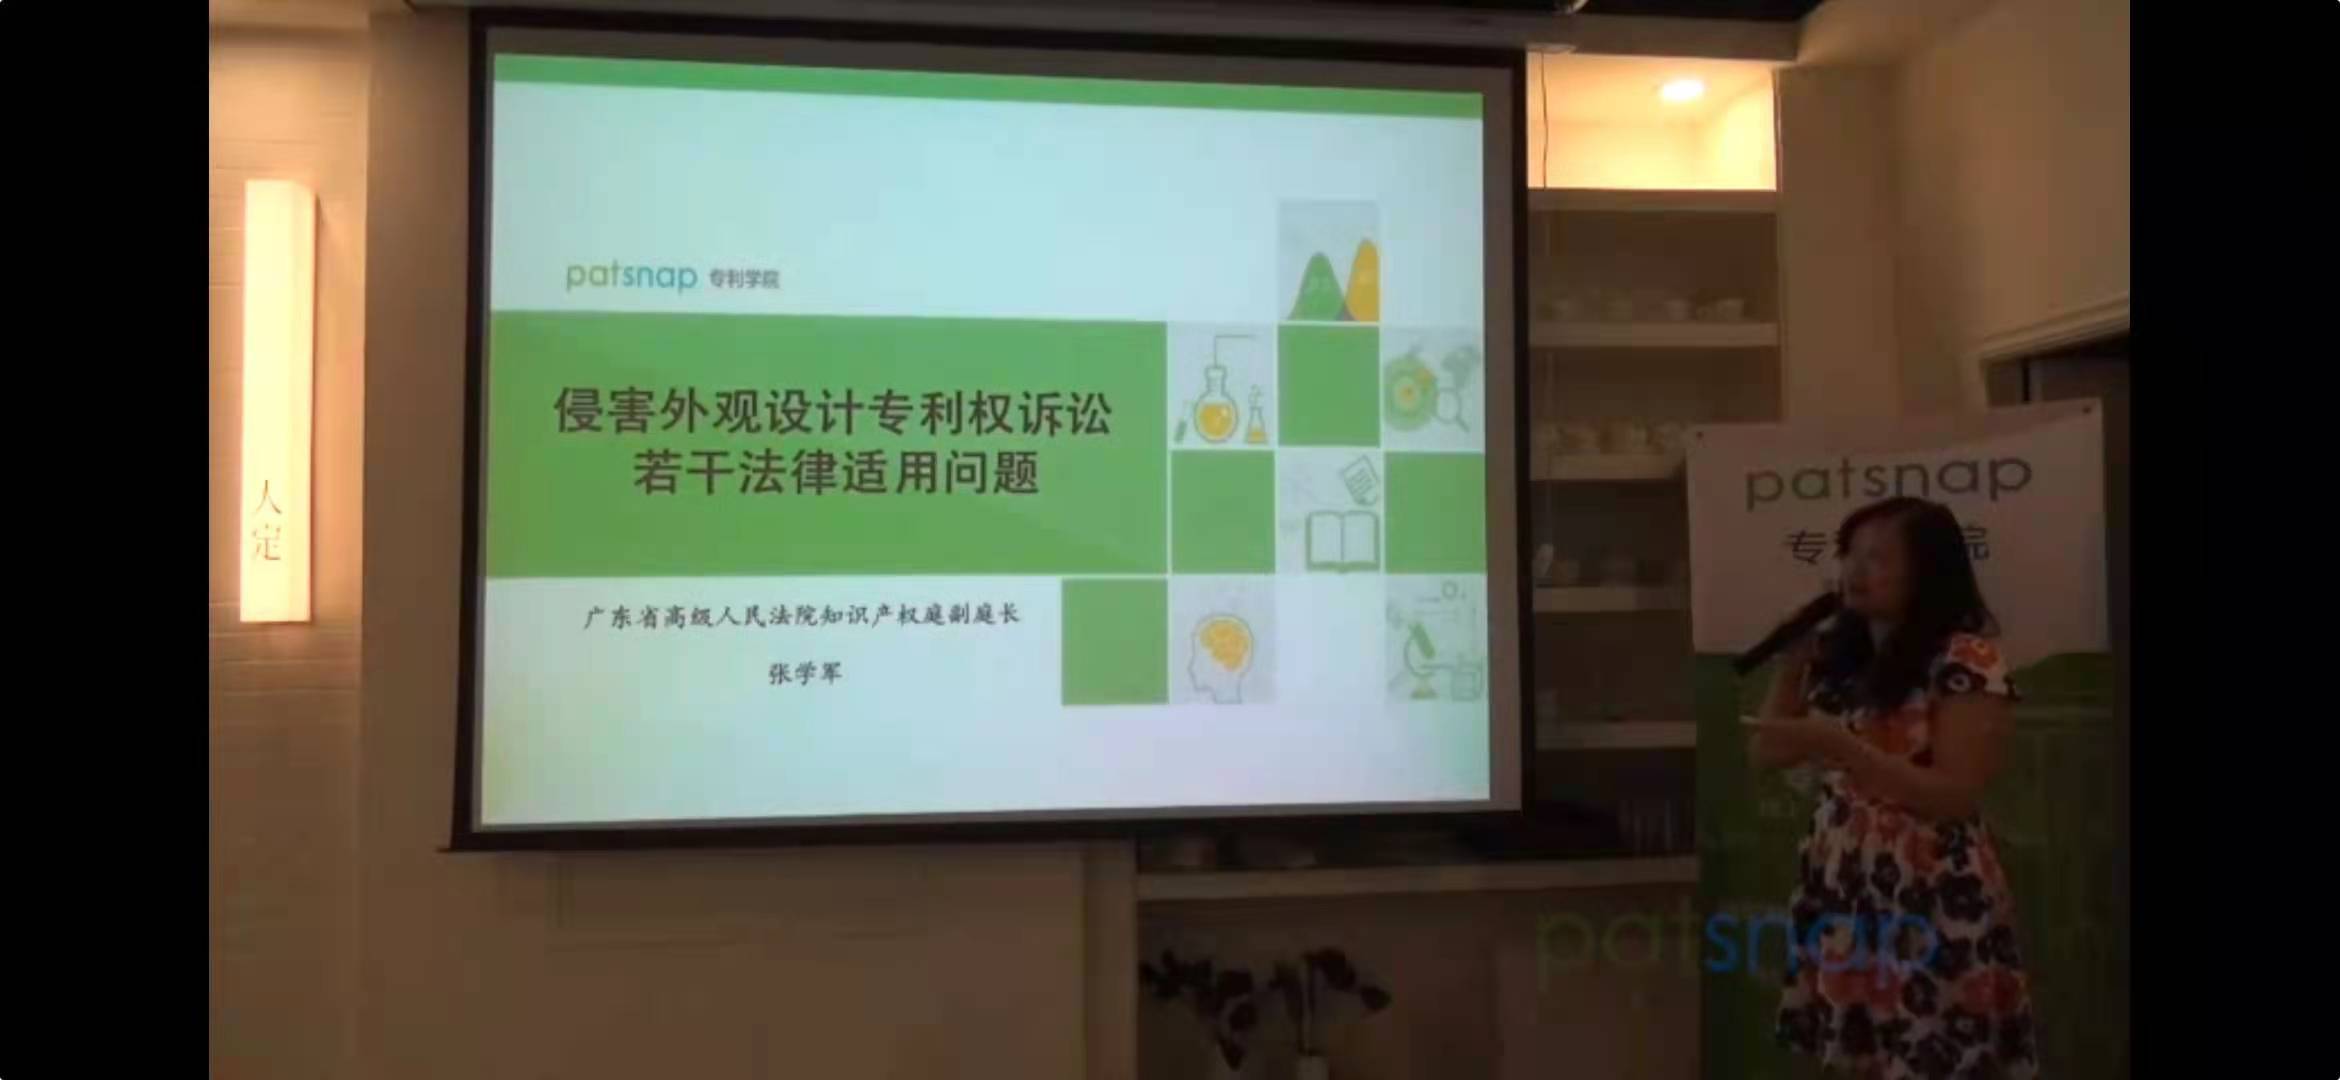 patsnap 专利学院
侵害外观设计专利权诉讼
若干法律适用问题
广东省高级人民法院知识产权庭副庭长
张学军
人定
patsnap
专 院
patsnap